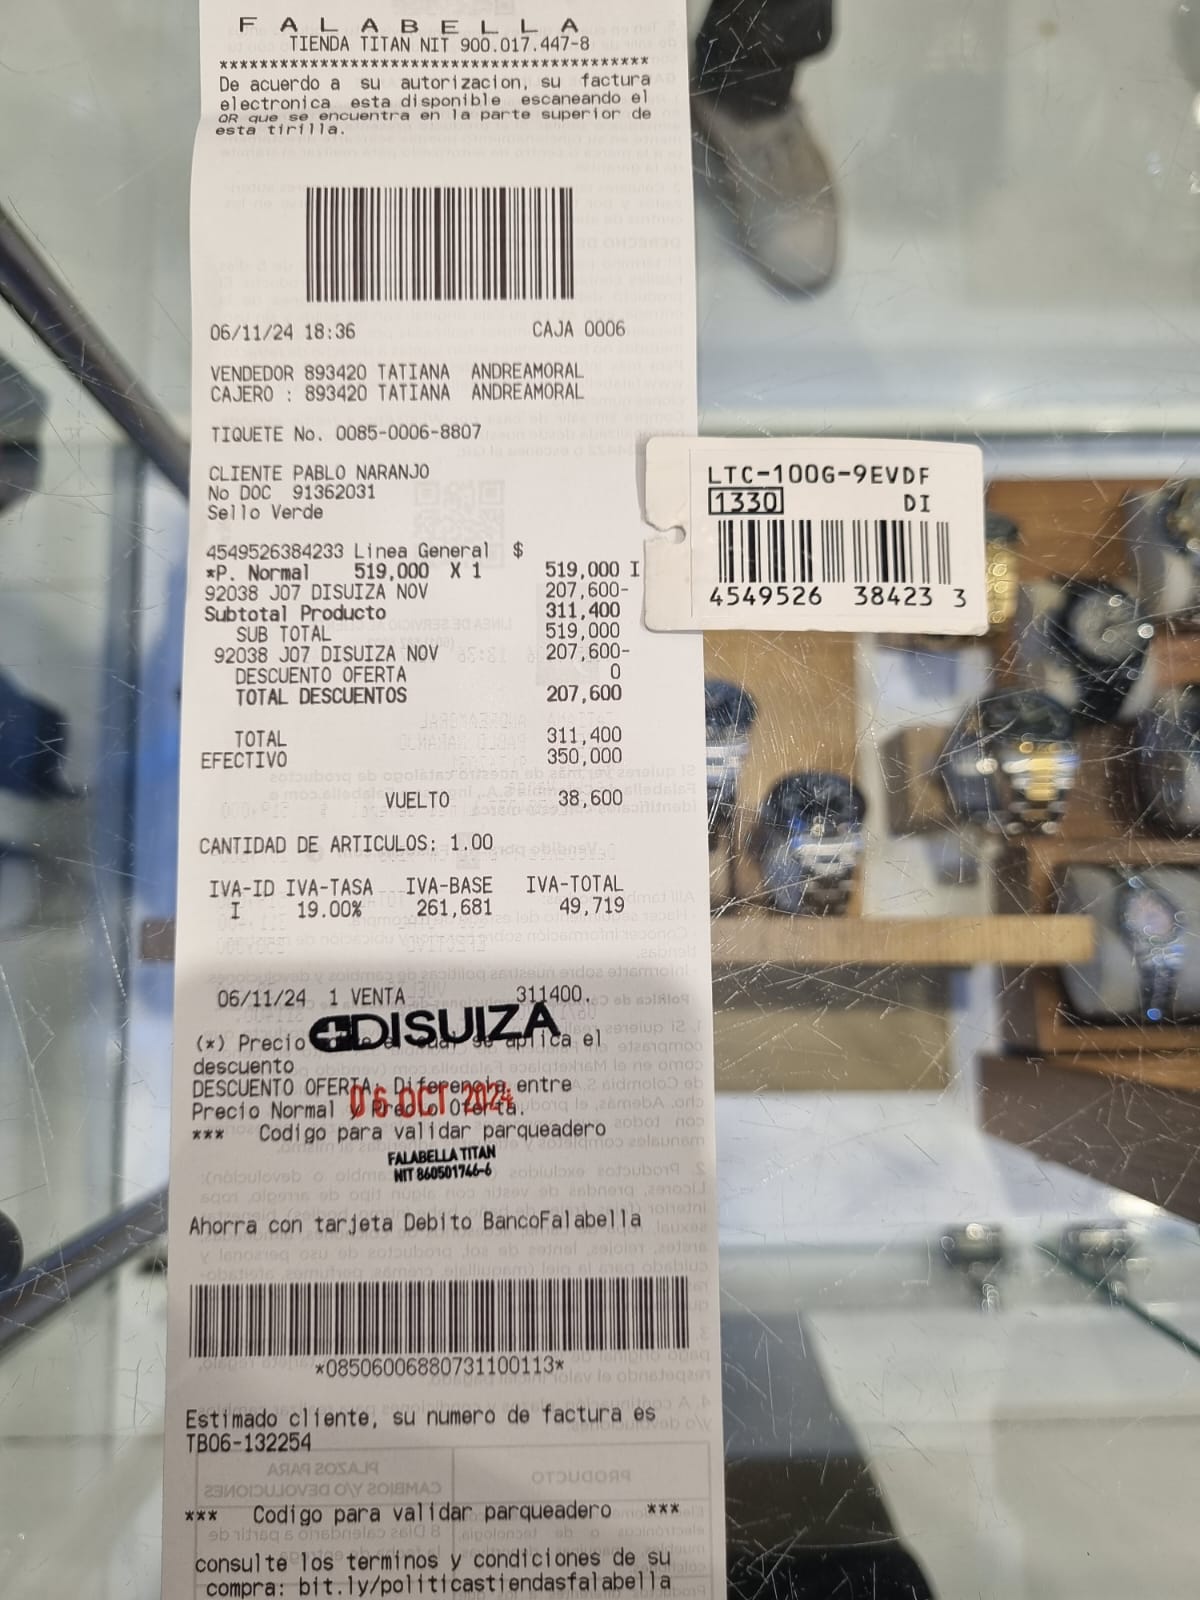 F A L A B E L L A
TIENDA TITAN NIT 900.017.447-8
*******************************************
De acuerdo a su autorizacion, su factura
electronica esta disponible escaneando el
QR que se encuentra en la parte superior de
esta tirilla.
06/11/24 18:36 CAJA 0006
VENDEDOR 893420 TATIANA ANDREAMORAL
CAJERO : 893420 TATIANA ANDREAMORAL
TIQUETE No. 0085-0006-8807
CLIENTE PABLO NARANJO
No DOC 91362031
Sello Verde
4549526384233 Linea General $
*P. Normal 519,000 X 1 519,000 I
92038 J07 DISUIZA NOV 207,600-
Subtotal Producto 311,400
SUB TOTAL 519,000
92038 J07 DISUIZA NOV 207,600-
DESCUENTO OFERTA 0
TOTAL DESCUENTOS 207,600
TOTAL 311,400
EFECTIVO 350,000
VUELTO 38,600
CANTIDAD DE ARTICULOS: 1.00
IVA-ID IVA-TASA IVA-BASE IVA-TOTAL
I 19.00% 261,681 49,719
06/11/24 1 VENTA 311400.
DISUIZA
(*) Precio se aplica el
descuento
DESCUENTO OFERTA: Diferencia entre
06 OCT 2024
Precio Normal y Precio Oferta.
*** Codigo para validar parqueadero
FALABELLA TITAN
NIT 860501746-6
Ahorra con tarjeta Debito BancoFalabella
*08506006880731100113*
Estimado cliente, su numero de factura es
TB06-132254
*** Codigo para validar parqueadero ***
consulte los terminos y condiciones de su
compra: bit.ly/politicastiendasfalabella
LTC-100G-9EVDF
1330 DI
4549526 38423 3